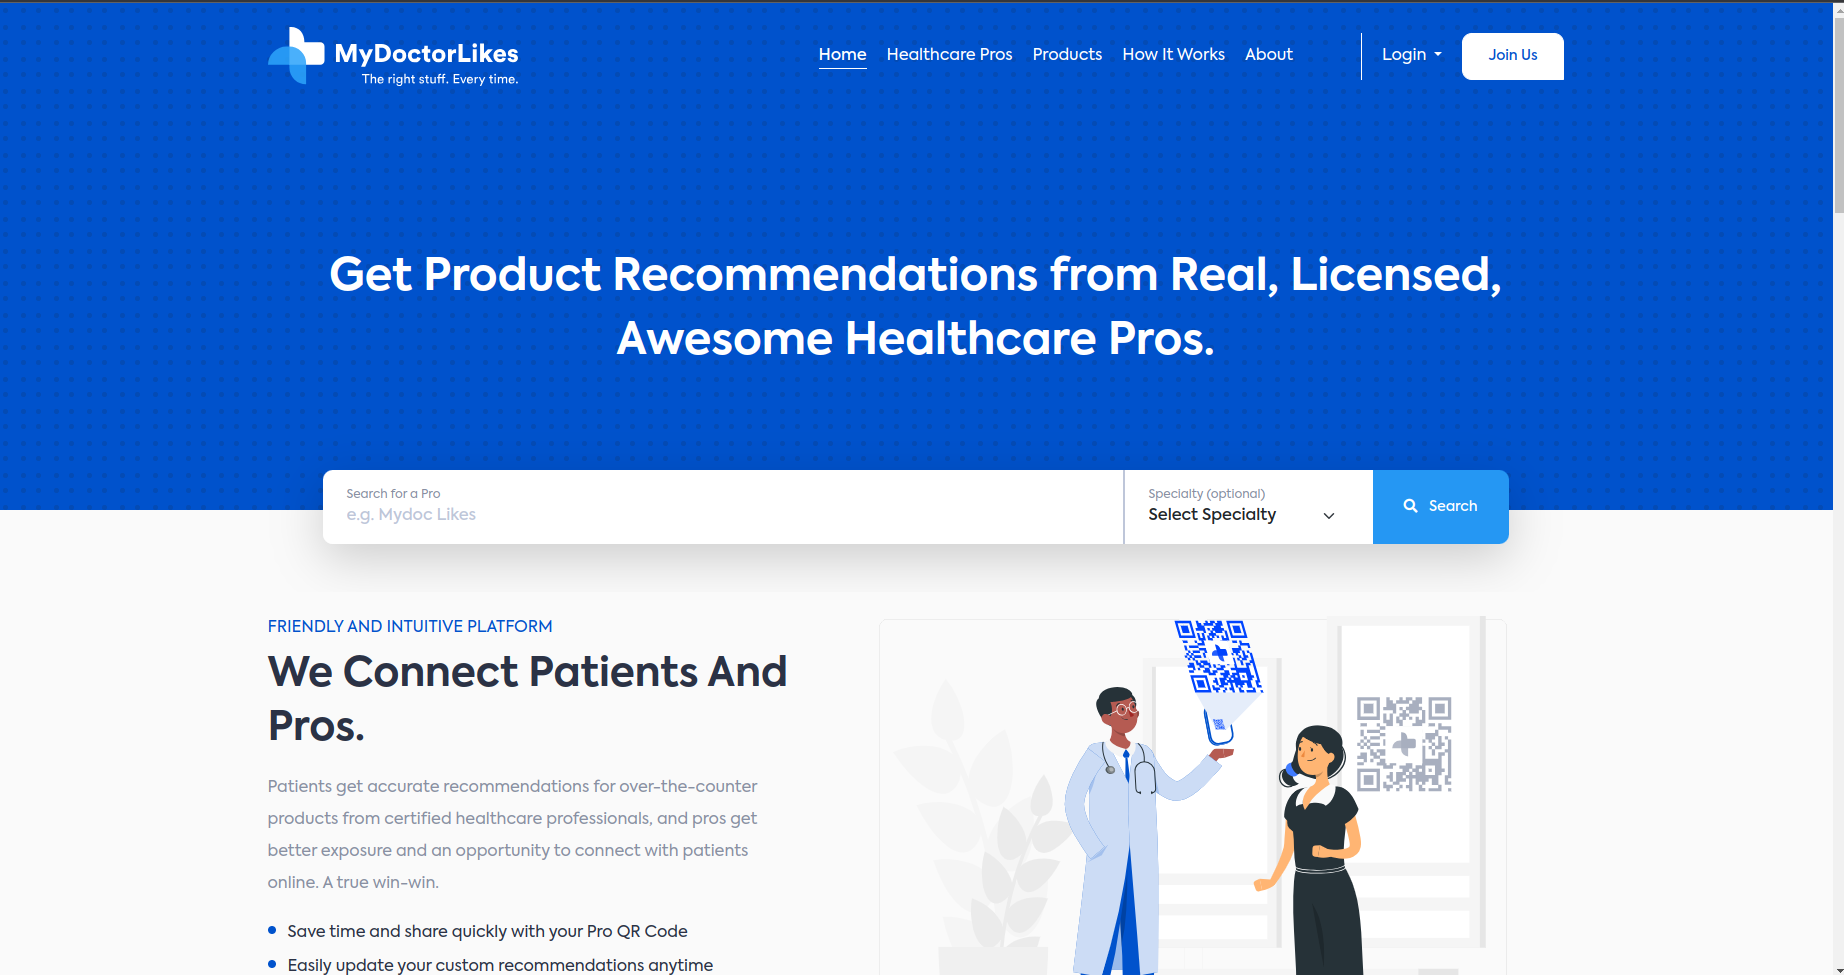 MyDoctorLikes
The right stuff. Every time.
Home Healthcare Pros Products How It Works About Login Join Us
Get Product Recommendations from Real, Licensed,
Awesome Healthcare Pros.
Search for a Pro
e.g. Mydoc Likes
Specialty (optional)
Select Specialty
Search
FRIENDLY AND INTUITIVE PLATFORM
We Connect Patients And
Pros.
Patients get accurate recommendations for over-the-counter
products from certified healthcare professionals, and pros get
better exposure and an opportunity to connect with patients
online. A true win-win.
Save time and share quickly with your Pro QR Code
Easily update your custom recommendations anytime